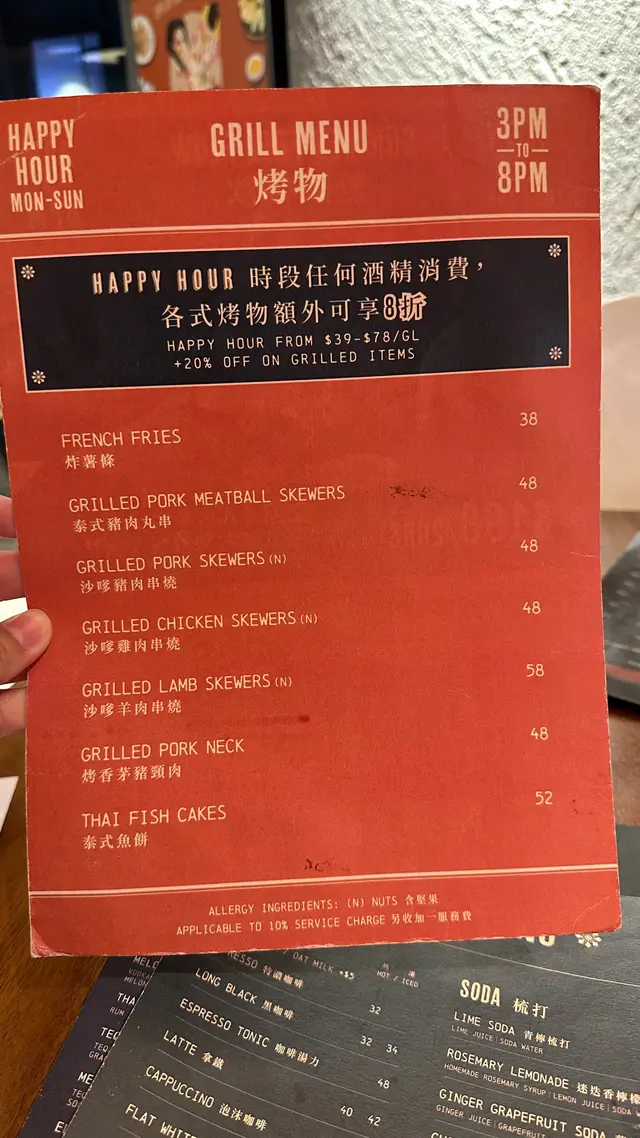 HAPPY
HOUR
MON-SUN
GRILL MENU
烤物
3PM
TO
8PM
HAPPY HOUR 時段任何酒精消費，
各式烤物額外可享8折
HAPPY HOUR FROM $39-$78/GL
+20% OFF ON GRILLED ITEMS
FRENCH FRIES 38
炸薯條
GRILLED PORK MEATBALL SKEWERS 48
泰式豬肉丸串
GRILLED PORK SKEWERS (N) 48
沙嗲豬肉串燒
GRILLED CHICKEN SKEWERS (N) 48
沙嗲雞肉串燒
GRILLED LAMB SKEWERS (N) 58
沙嗲羊肉串燒
GRILLED PORK NECK 48
烤香茅豬頸肉
THAI FISH CAKES 52
泰式魚餅
ALLERGY INGREDIENTS: (N) NUTS 含堅果
APPLICABLE TO 10% SERVICE CHARGE 另收加一服務費
OAT MILK +$5
HOT / ICED
特濃咖啡 32
LONG BLACK 黑咖啡 32 34
ESPRESSO TONIC 咖啡湯力 48
LATTE 拿鐵 40 42
CAPPUCCINO 泡沫咖啡
FLAT WHITE
SODA 梳打
LIME SODA 青檸梳打
LIME JUICE | SODA WATER
ROSEMARY LEMONADE 迷迭香檸檬
HOMEMADE ROSEMARY SYRUP | LEMON JUICE | SODA
GINGER GRAPEFRUIT SODA
GINGER JUICE | GRAPEFRUIT | SODA